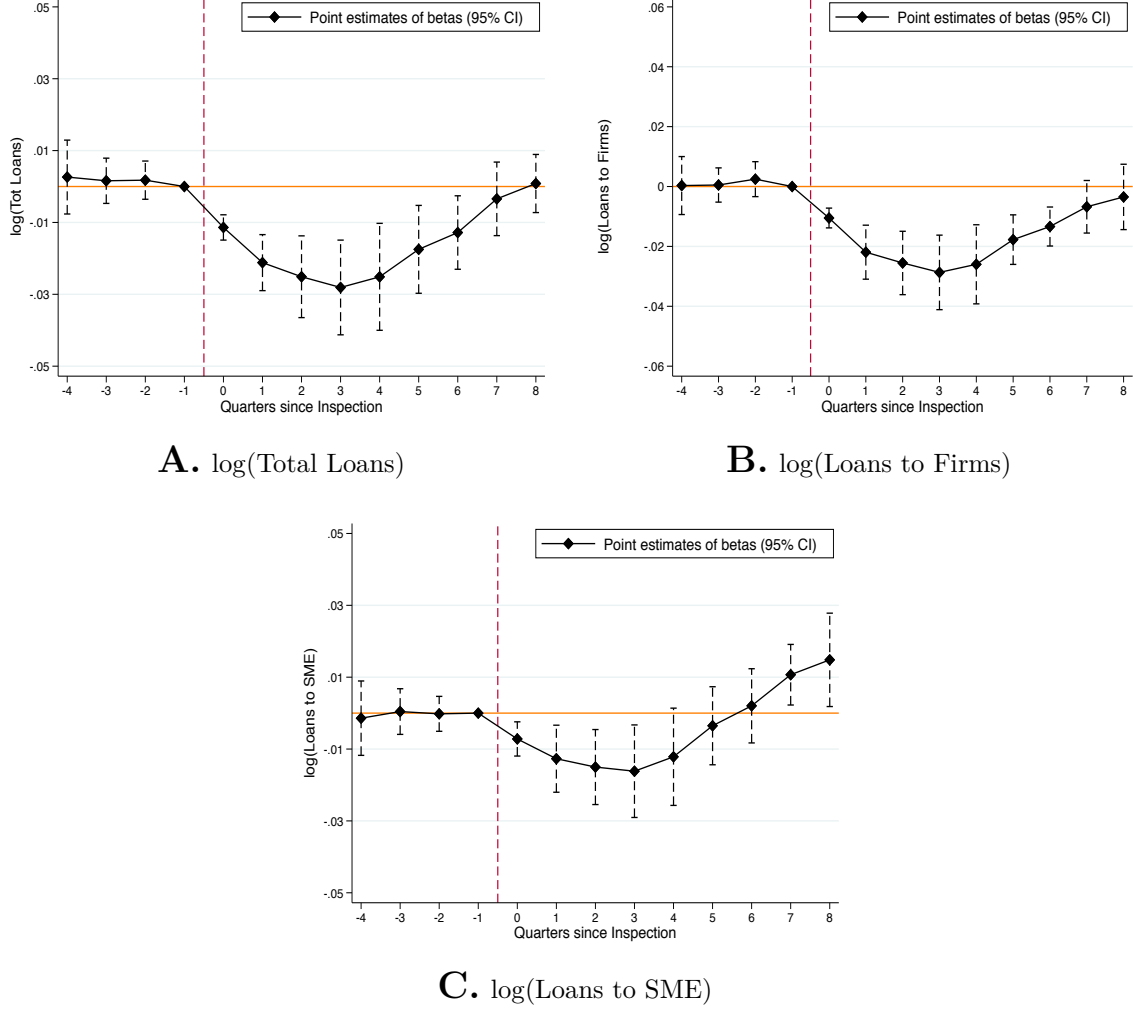 Point estimates of betas (95% CI)
.05
.03
.01
-.01
-.03
-.05
log(Tot Loans)
-4 -3 -2 -1 0 1 2 3 4 5 6 7 8
Quarters since Inspection
A. log(Total Loans)
Point estimates of betas (95% CI)
.06
.04
.02
0
-.02
-.04
-.06
log(Loans to Firms)
-4 -3 -2 -1 0 1 2 3 4 5 6 7 8
Quarters since Inspection
B. log(Loans to Firms)
Point estimates of betas (95% CI)
.05
.03
.01
-.01
-.03
-.05
log(Loans to SME)
-4 -3 -2 -1 0 1 2 3 4 5 6 7 8
Quarters since Inspection
C. log(Loans to SME)